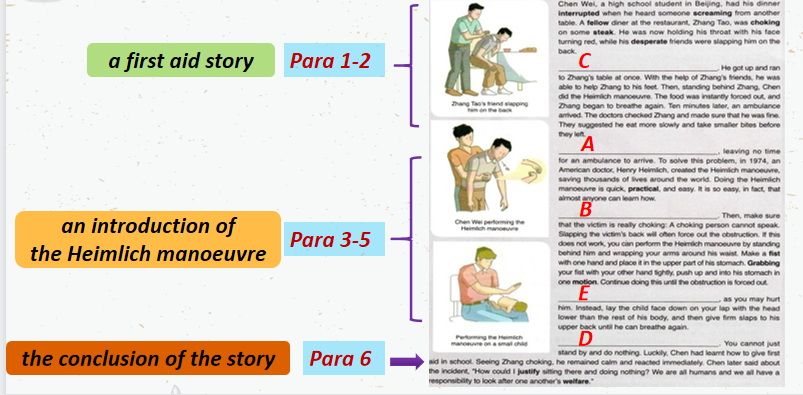 a first aid story
Para 1-2
an introduction of
the Heimlich manoeuvre
Para 3-5
the conclusion of the story
Para 6
Zhang Tao's friend slapping
him on the back
Chen Wei performing the
Heimlich manoeuvre
Performing the Heimlich
manoeuvre on a small child
Chen Wei, a high school student in Beijing, had his dinner
interrupted when he heard someone screaming from another
table. A fellow diner at the restaurant, Zhang Tao, was choking
on some steak. He was now holding his throat with his face
turning red, while his desperate friends were slapping him on the
back.
C
. He got up and ran
to Zhang's table at once. With the help of Zhang's friends, he was
able to help Zhang to his feet. Then, standing behind Zhang, Chen
did the Heimlich manoeuvre. The food was instantly forced out, and
Zhang began to breathe again. Ten minutes later, an ambulance
arrived. The doctors checked Zhang and made sure that he was fine.
They suggested he eat more slowly and take smaller bites before
they left.
A
, leaving no time
for an ambulance to arrive. To solve this problem, in 1974, an
American doctor, Henry Heimlich, created the Heimlich manoeuvre,
saving thousands of lives around the world. Doing the Heimlich
manoeuvre is quick, practical, and easy. It is so easy, in fact, that
almost anyone can learn how.
B
. Then, make sure
that the victim is really choking: A choking person cannot speak.
Slapping the victim's back will often force out the obstruction. If this
does not work, you can perform the Heimlich manoeuvre by standing
behind him and wrapping your arms around his waist. Make a fist
with one hand and place it in the upper part of his stomach. Grabbing
your fist with your other hand tightly, push up and into his stomach in
one motion. Continue doing this until the obstruction is forced out.
E
, as you may hurt
him. Instead, lay the child face down on your lap with the head
lower than the rest of his body, and then give firm slaps to his
upper back until he can breathe again.
D
. You cannot just
stand by and do nothing. Luckily, Chen had learnt how to give first
aid in school. Seeing Zhang choking, he remained calm and reacted immediately. Chen later said about
the incident, "How could I justify sitting there and doing nothing? We are all humans and we all have a
responsibility to look after one another's welfare."